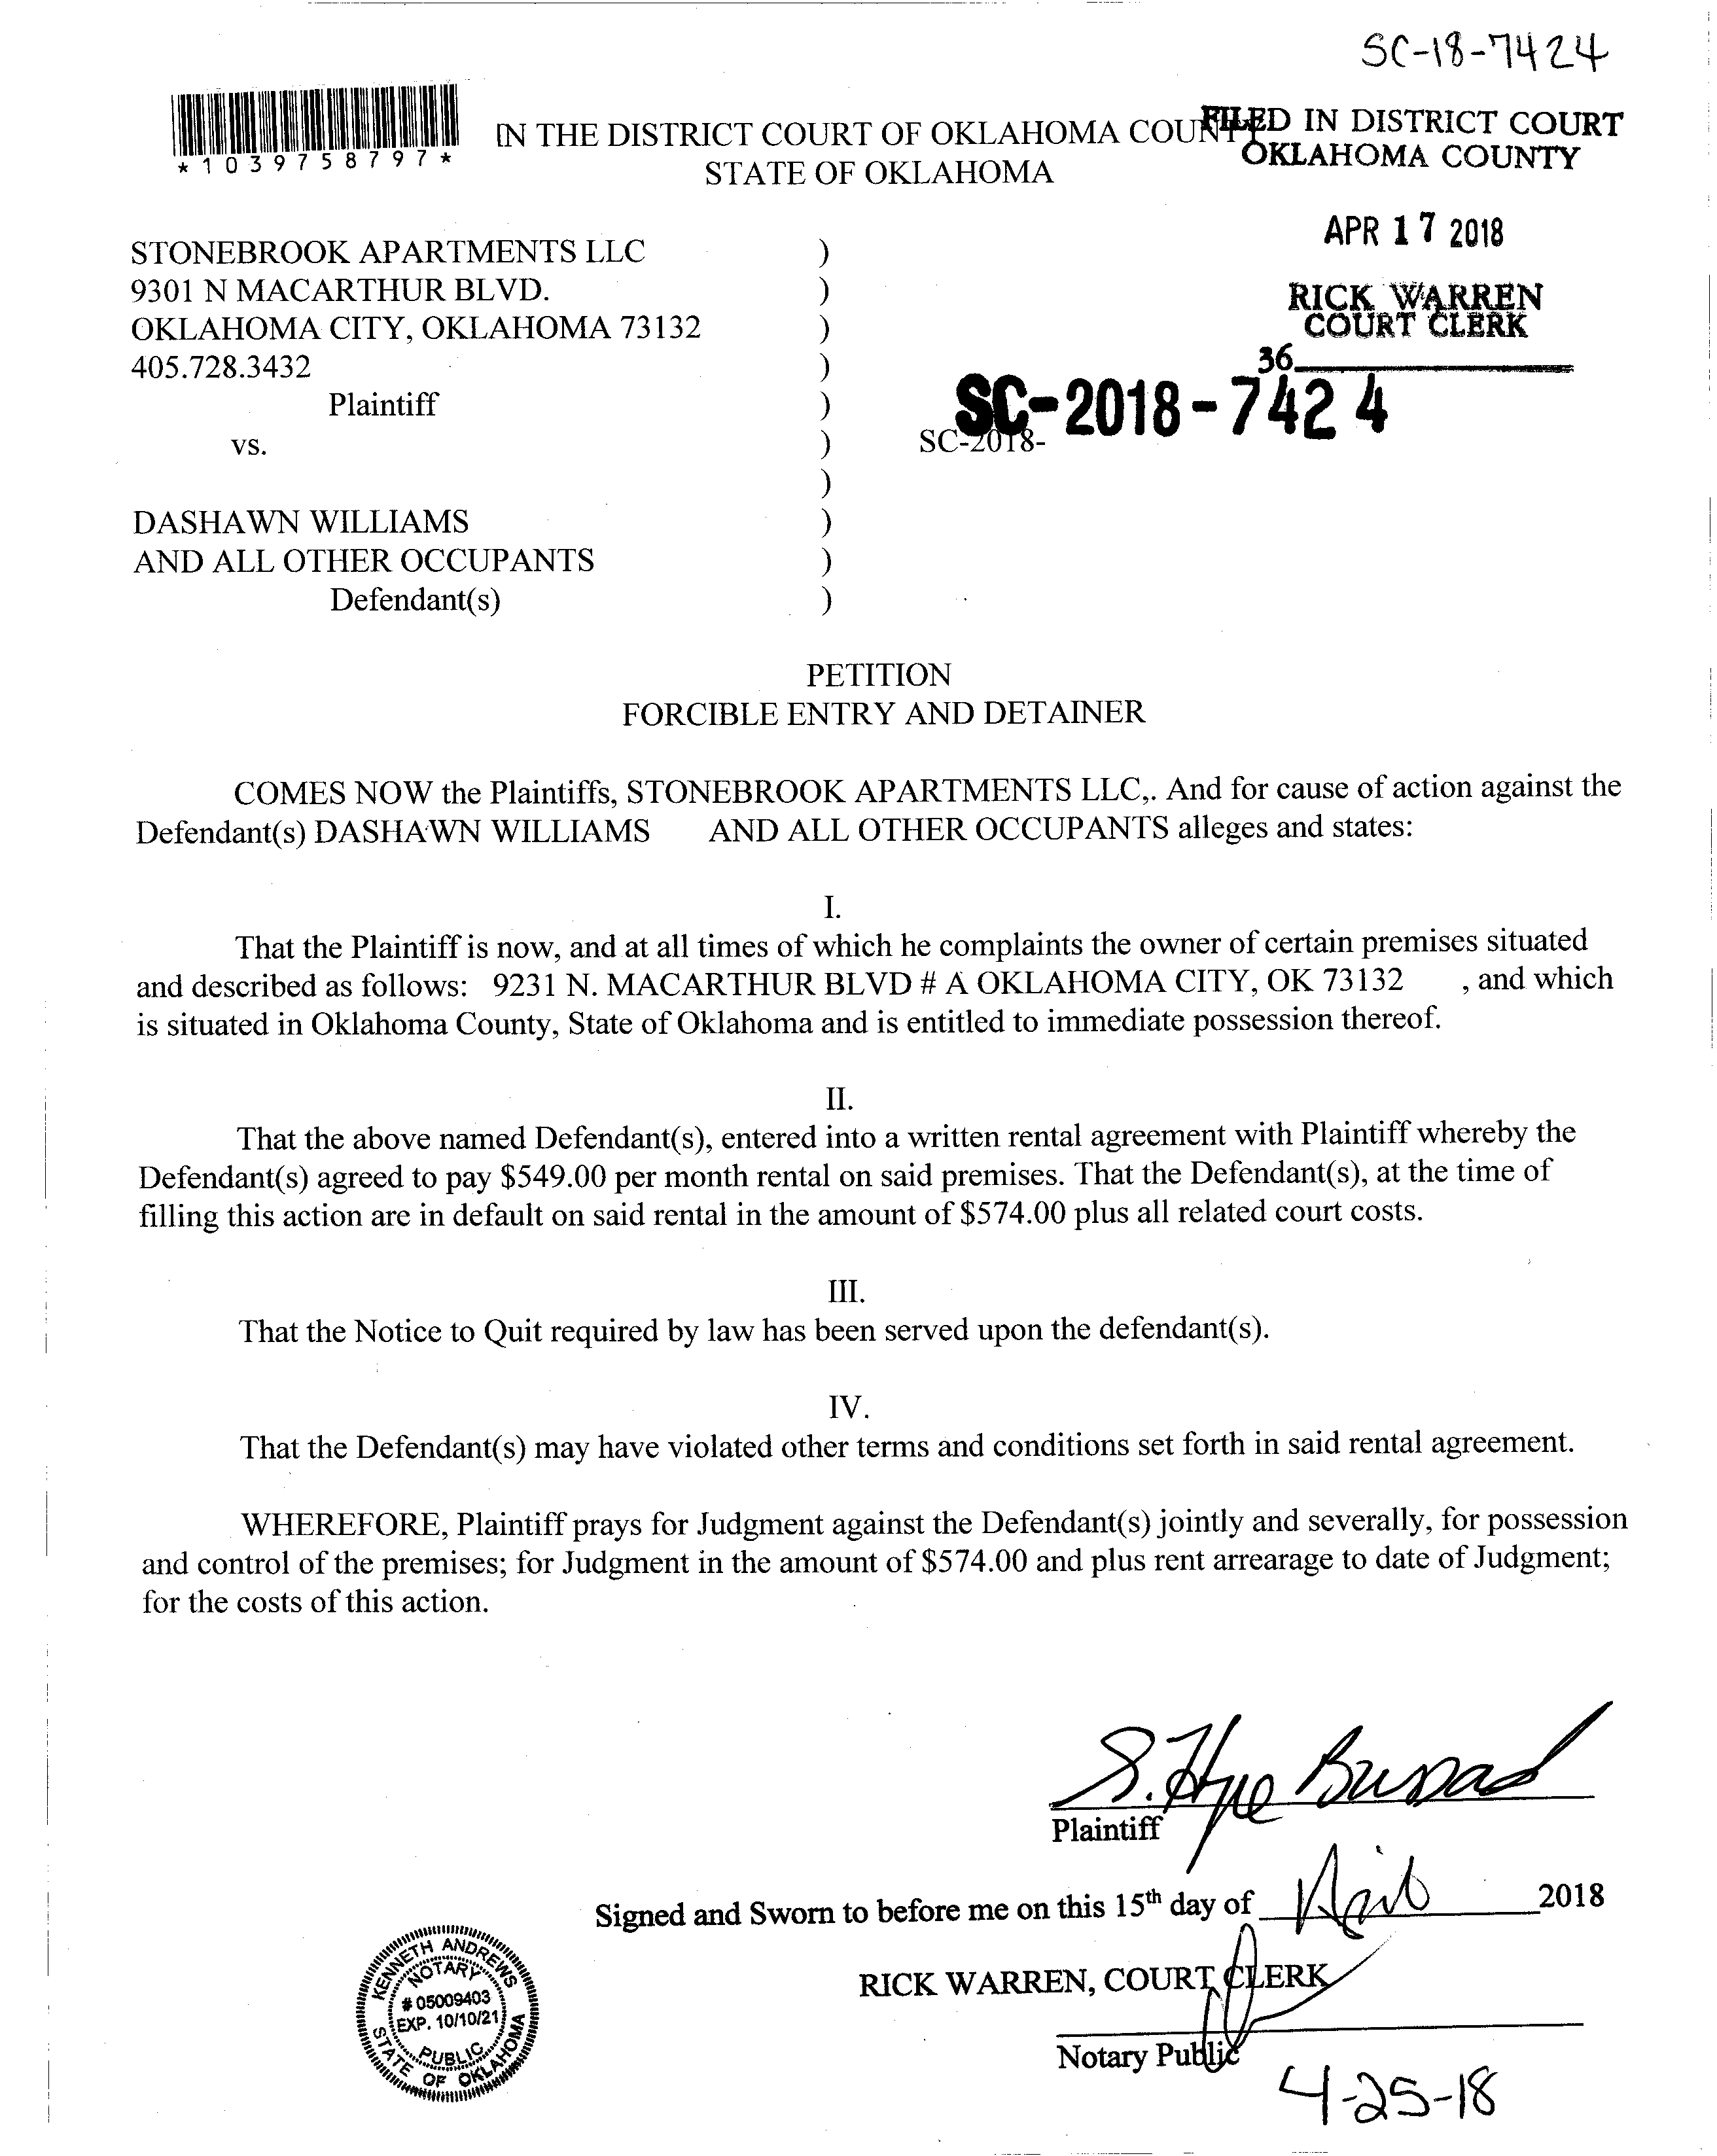 SC-18-7424
*1039758797*
IN THE DISTRICT COURT OF OKLAHOMA COUNTY
STATE OF OKLAHOMA
FILED IN DISTRICT COURT
OKLAHOMA COUNTY
APR 17 2018
RICK WARREN
COURT CLERK
36
STONEBROOK APARTMENTS LLC )
9301 N MACARTHUR BLVD. )
OKLAHOMA CITY, OKLAHOMA 73132 )
405.728.3432 )
Plaintiff )
SC-2018-7424
vs. ) SC-2018-
)
DASHAWN WILLIAMS )
AND ALL OTHER OCCUPANTS )
Defendant(s) )
PETITION
FORCIBLE ENTRY AND DETAINER
COMES NOW the Plaintiffs, STONEBROOK APARTMENTS LLC,. And for cause of action against the
Defendant(s) DASHAWN WILLIAMS AND ALL OTHER OCCUPANTS alleges and states:
I.
That the Plaintiff is now, and at all times of which he complaints the owner of certain premises situated
and described as follows: 9231 N. MACARTHUR BLVD # A OKLAHOMA CITY, OK 73132 , and which
is situated in Oklahoma County, State of Oklahoma and is entitled to immediate possession thereof.
II.
That the above named Defendant(s), entered into a written rental agreement with Plaintiff whereby the
Defendant(s) agreed to pay $549.00 per month rental on said premises. That the Defendant(s), at the time of
filling this action are in default on said rental in the amount of $574.00 plus all related court costs.
III.
That the Notice to Quit required by law has been served upon the defendant(s).
IV.
That the Defendant(s) may have violated other terms and conditions set forth in said rental agreement.
WHEREFORE, Plaintiff prays for Judgment against the Defendant(s) jointly and severally, for possession
and control of the premises; for Judgment in the amount of $574.00 and plus rent arrearage to date of Judgment;
for the costs of this action.
Plaintiff
Signed and Sworn to before me on this 15th day of 2018
RICK WARREN, COURT CLERK
Notary Public
4-25-18
KENNETH ANDREWS
NOTARY
# 05009403
EXP. 10/10/21
PUBLIC
STATE OF OKLAHOMA